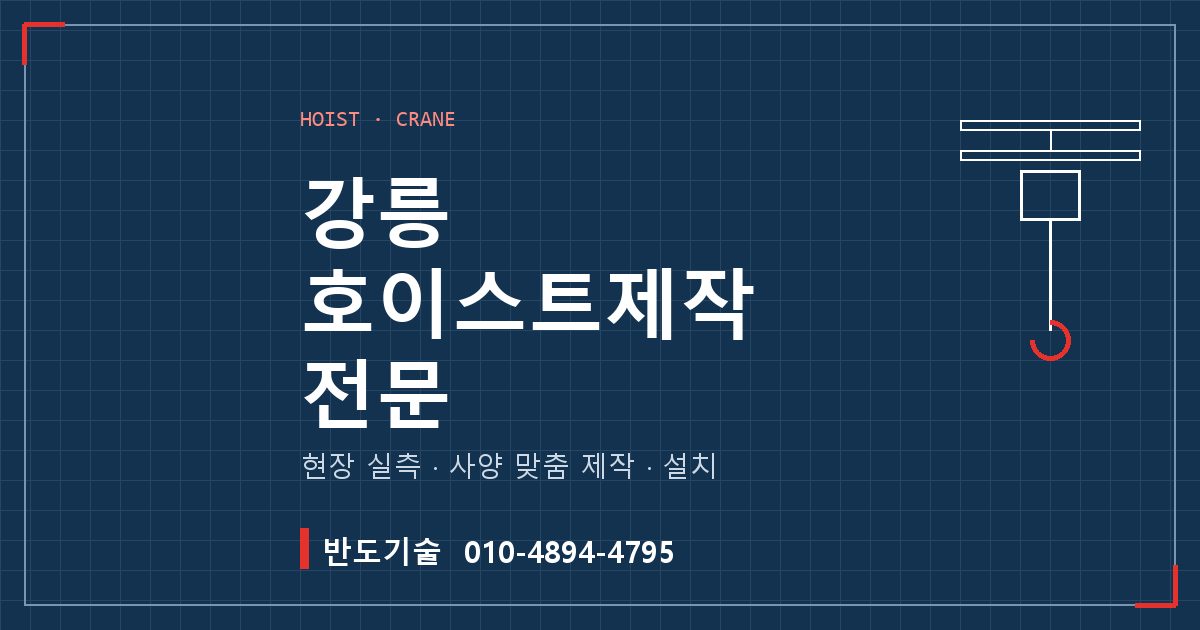 HOIST · CRANE
강릉
호이스트제작
전문
현장 실측 · 사양 맞춤 제작 · 설치
반도기술 010-4894-4795